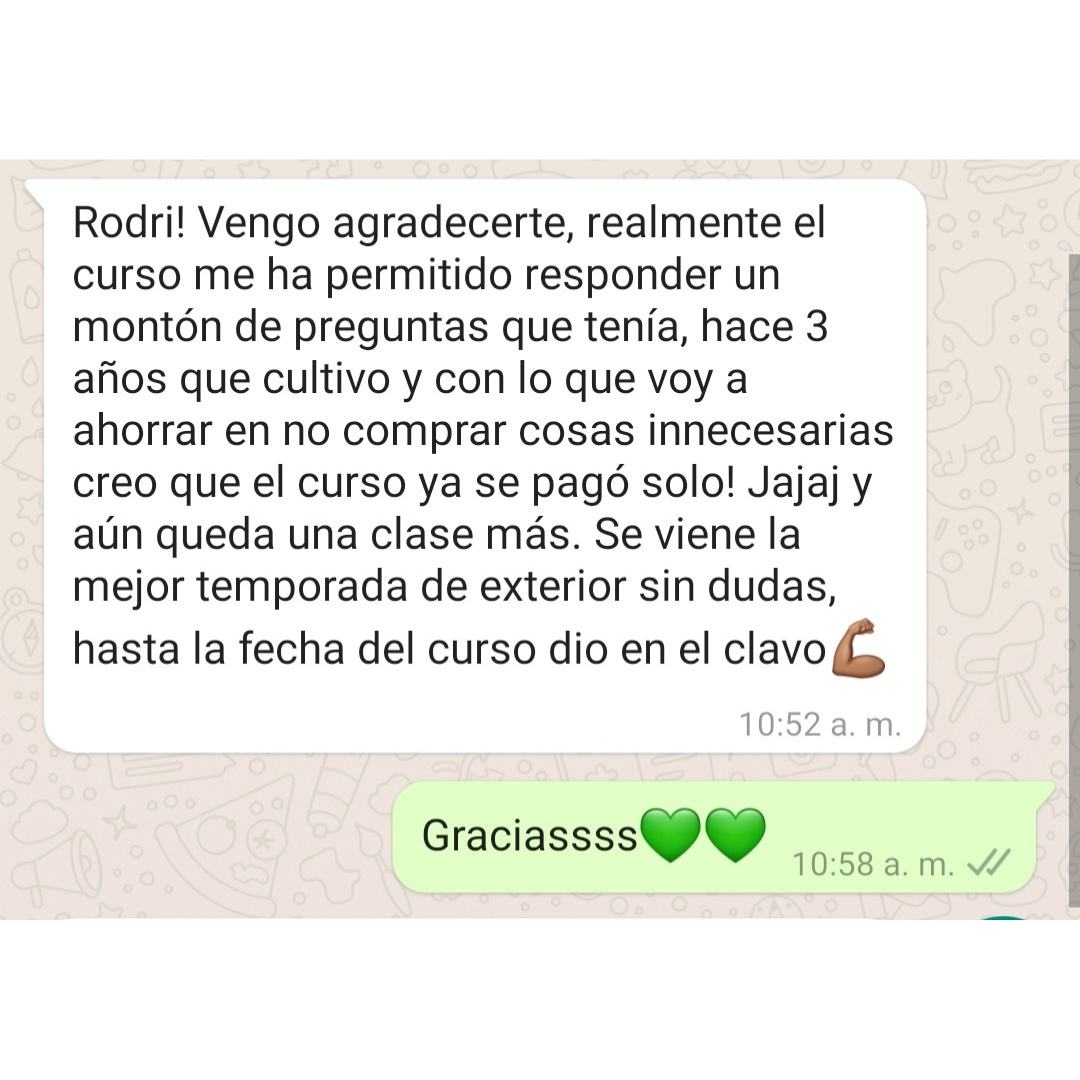 Rodri! Vengo agradecerte, realmente el
curso me ha permitido responder un
montón de preguntas que tenía, hace 3
años que cultivo y con lo que voy a
ahorrar en no comprar cosas innecesarias
creo que el curso ya se pagó solo! Jajaj y
aún queda una clase más. Se viene la
mejor temporada de exterior sin dudas,
hasta la fecha del curso dio en el clavo💪🏽
10:52 a. m.
Graciassss💚💚
10:58 a. m.